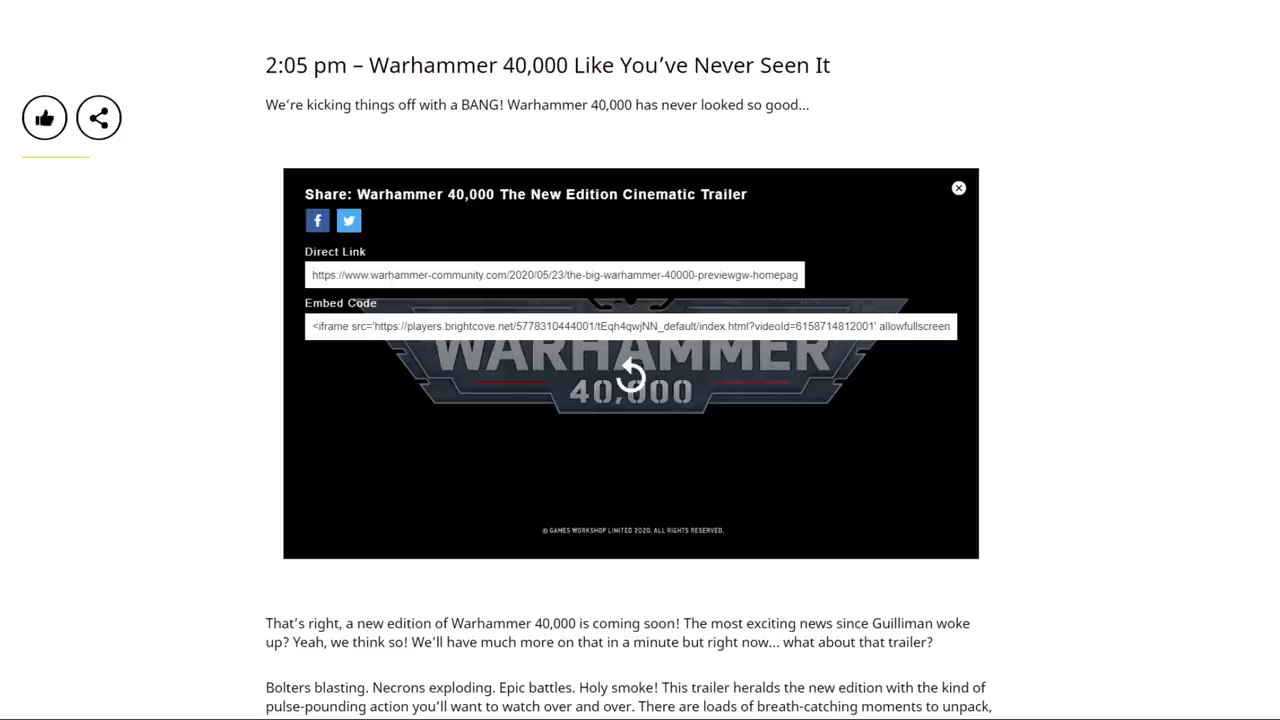 2:05 pm – Warhammer 40,000 Like You’ve Never Seen It
We’re kicking things off with a BANG! Warhammer 40,000 has never looked so good…
Share: Warhammer 40,000 The New Edition Cinematic Trailer
Direct Link
https://www.warhammer-community.com/2020/05/23/the-big-warhammer-40000-previewgw-homepag
Embed Code
<iframe src='https://players.brightcove.net/5778310444001/tEqh4qwjNN_default/index.html?videoId=6158714812001' allowfullscreen
WARHAMMER
40,000
© GAMES WORKSHOP LIMITED 2020. ALL RIGHTS RESERVED.
That’s right, a new edition of Warhammer 40,000 is coming soon! The most exciting news since Guilliman woke
up? Yeah, we think so! We’ll have much more on that in a minute but right now… what about that trailer?
Bolters blasting. Necrons exploding. Epic battles. Holy smoke! This trailer heralds the new edition with the kind of
pulse-pounding action you’ll want to watch over and over. There are loads of breath-catching moments to unpack,